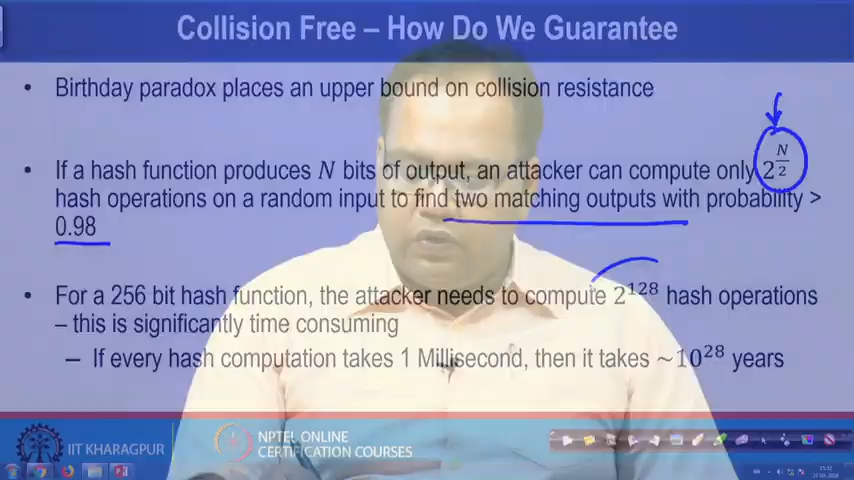 Collision Free – How Do We Guarantee
• Birthday paradox places an upper bound on collision resistance
• If a hash function produces N bits of output, an attacker can compute only 2^(N/2)
hash operations on a random input to find two matching outputs with probability >
0.98
• For a 256 bit hash function, the attacker needs to compute 2^128 hash operations
– this is significantly time consuming
– If every hash computation takes 1 Millisecond, then it takes ~10^28 years
IIT KHARAGPUR
NPTEL ONLINE
CERTIFICATION COURSES